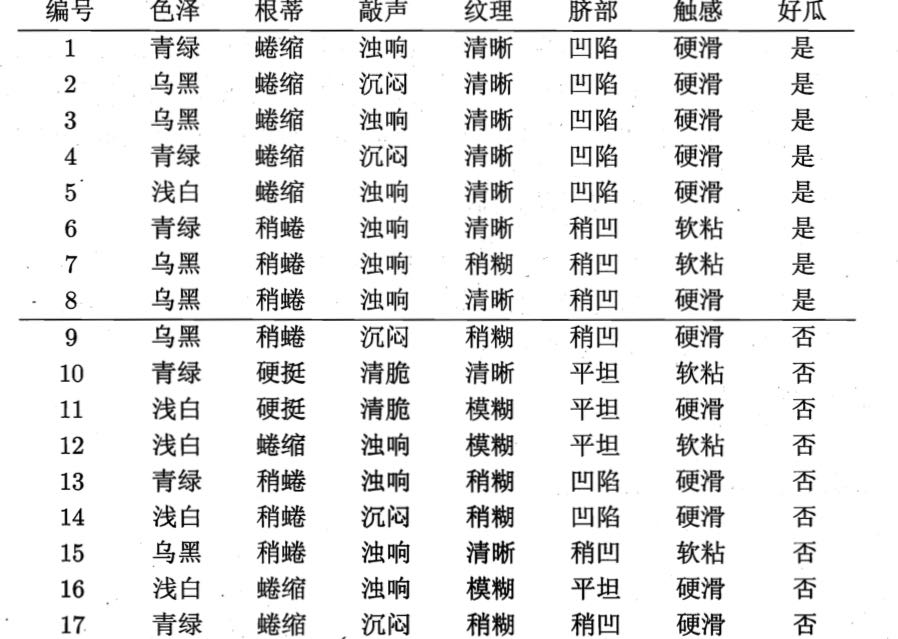 编号 色泽 根蒂 敲声 纹理 脐部 触感 好瓜
1 青绿 蜷缩 浊响 清晰 凹陷 硬滑 是
2 乌黑 蜷缩 沉闷 清晰 凹陷 硬滑 是
3 乌黑 蜷缩 浊响 清晰 凹陷 硬滑 是
4 青绿 蜷缩 沉闷 清晰 凹陷 硬滑 是
5 浅白 蜷缩 浊响 清晰 凹陷 硬滑 是
6 青绿 稍蜷 浊响 清晰 稍凹 软粘 是
7 乌黑 稍蜷 浊响 稍糊 稍凹 软粘 是
8 乌黑 稍蜷 浊响 清晰 稍凹 硬滑 是
9 乌黑 稍蜷 沉闷 稍糊 稍凹 硬滑 否
10 青绿 硬挺 清脆 清晰 平坦 软粘 否
11 浅白 硬挺 清脆 模糊 平坦 硬滑 否
12 浅白 蜷缩 浊响 模糊 平坦 软粘 否
13 青绿 稍蜷 浊响 稍糊 凹陷 硬滑 否
14 浅白 稍蜷 沉闷 稍糊 凹陷 硬滑 否
15 乌黑 稍蜷 浊响 清晰 稍凹 软粘 否
16 浅白 蜷缩 浊响 模糊 平坦 硬滑 否
17 青绿 蜷缩 沉闷 稍糊 稍凹 硬滑 否